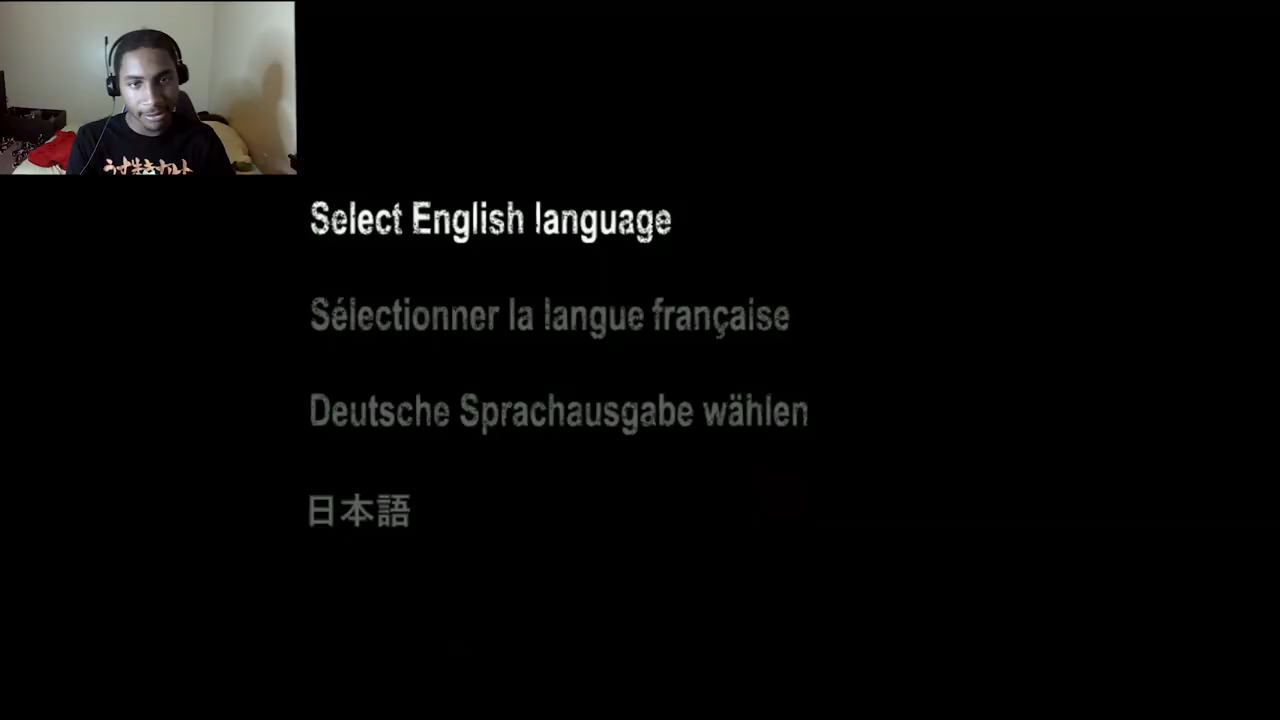 Select English language
Sélectionner la langue française
Deutsche Sprachausgabe wählen
日本語